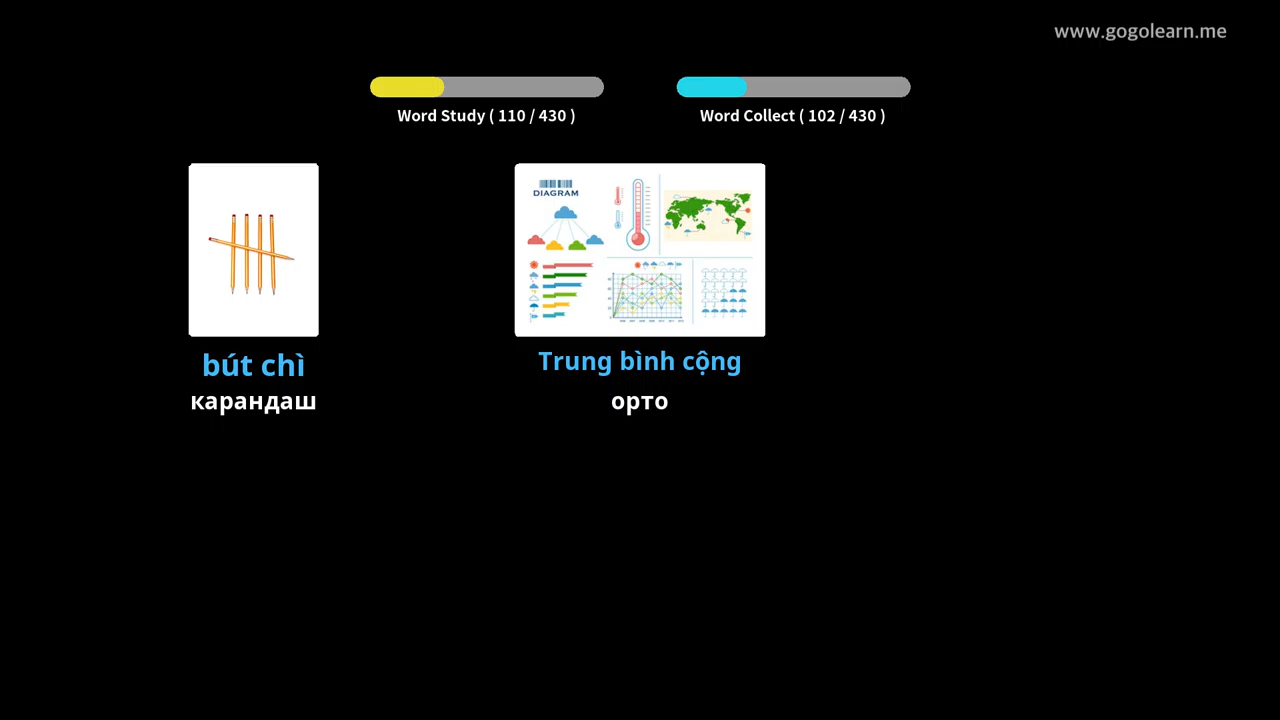 www.gogolearn.me
Word Study ( 110 / 430 )
Word Collect ( 102 / 430 )
DIAGRAM
bút chì
карандаш
Trung bình cộng
орто